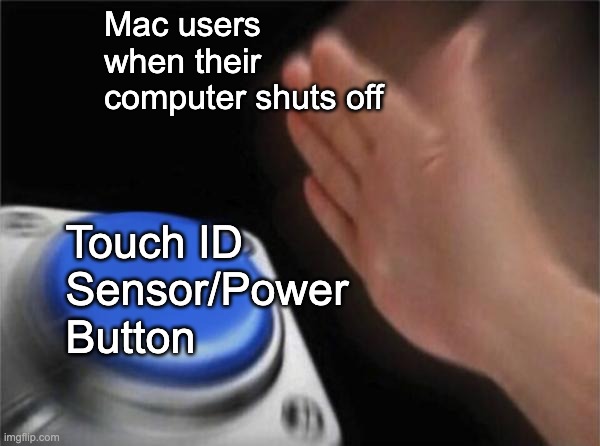 Mac users
when their
computer shuts off
Touch ID
Sensor/Power
Button
imgflip.com